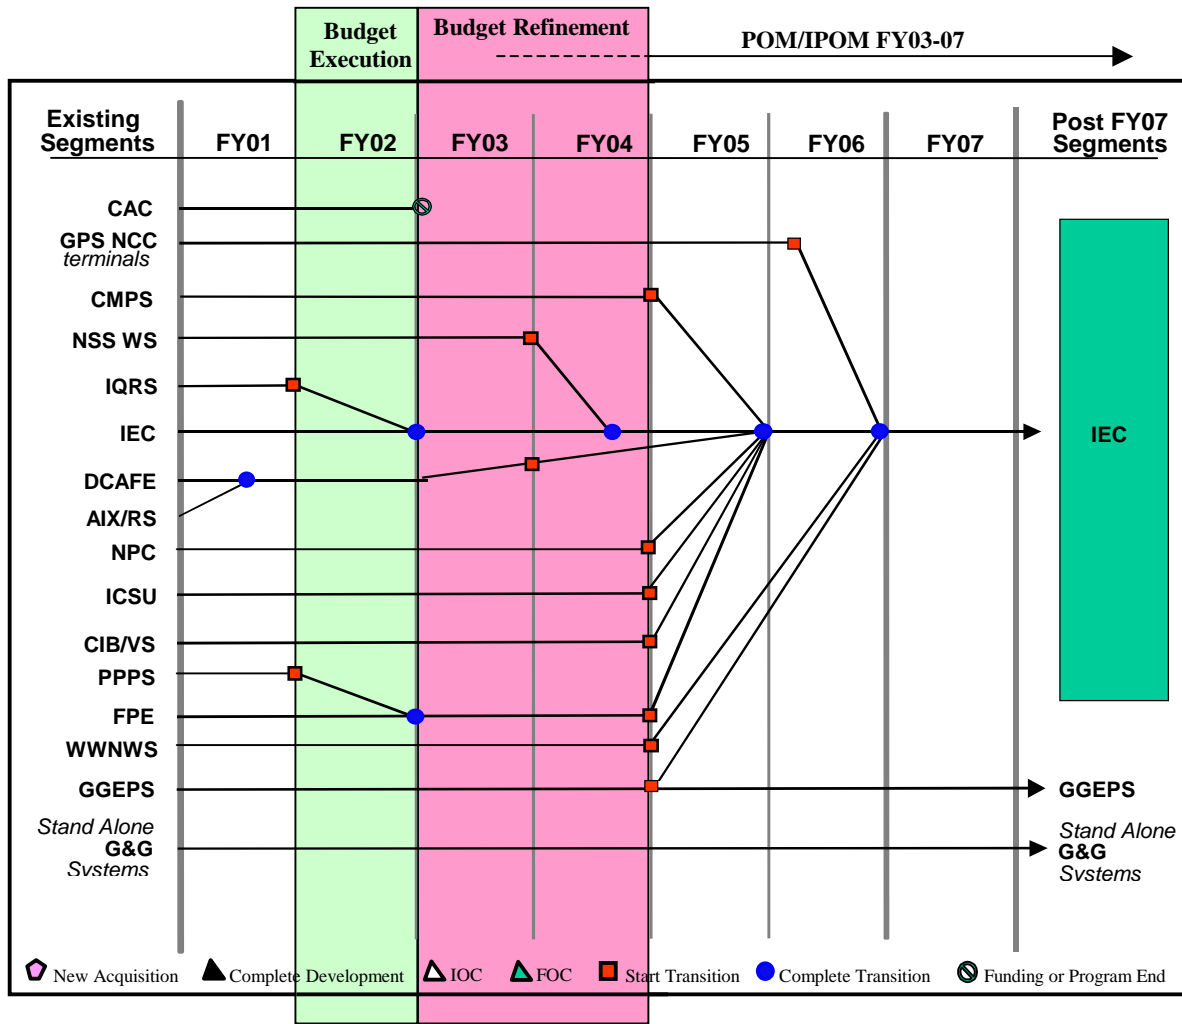 Budget
Execution
Budget Refinement
POM/IPOM FY03-07
Existing
Segments
FY01
FY02
FY03
FY04
FY05
FY06
FY07
Post FY07
Segments
CAC
GPS NCC
terminals
CMPS
NSS WS
IQRS
IEC
IEC
DCAFE
AIX/RS
NPC
ICSU
CIB/VS
PPPS
FPE
WWNWS
GGEPS
GGEPS
Stand Alone
G&G
Systems
Stand Alone
G&G
Systems
New Acquisition
Complete Development
IOC
FOC
Start Transition
Complete Transition
Funding or Program End